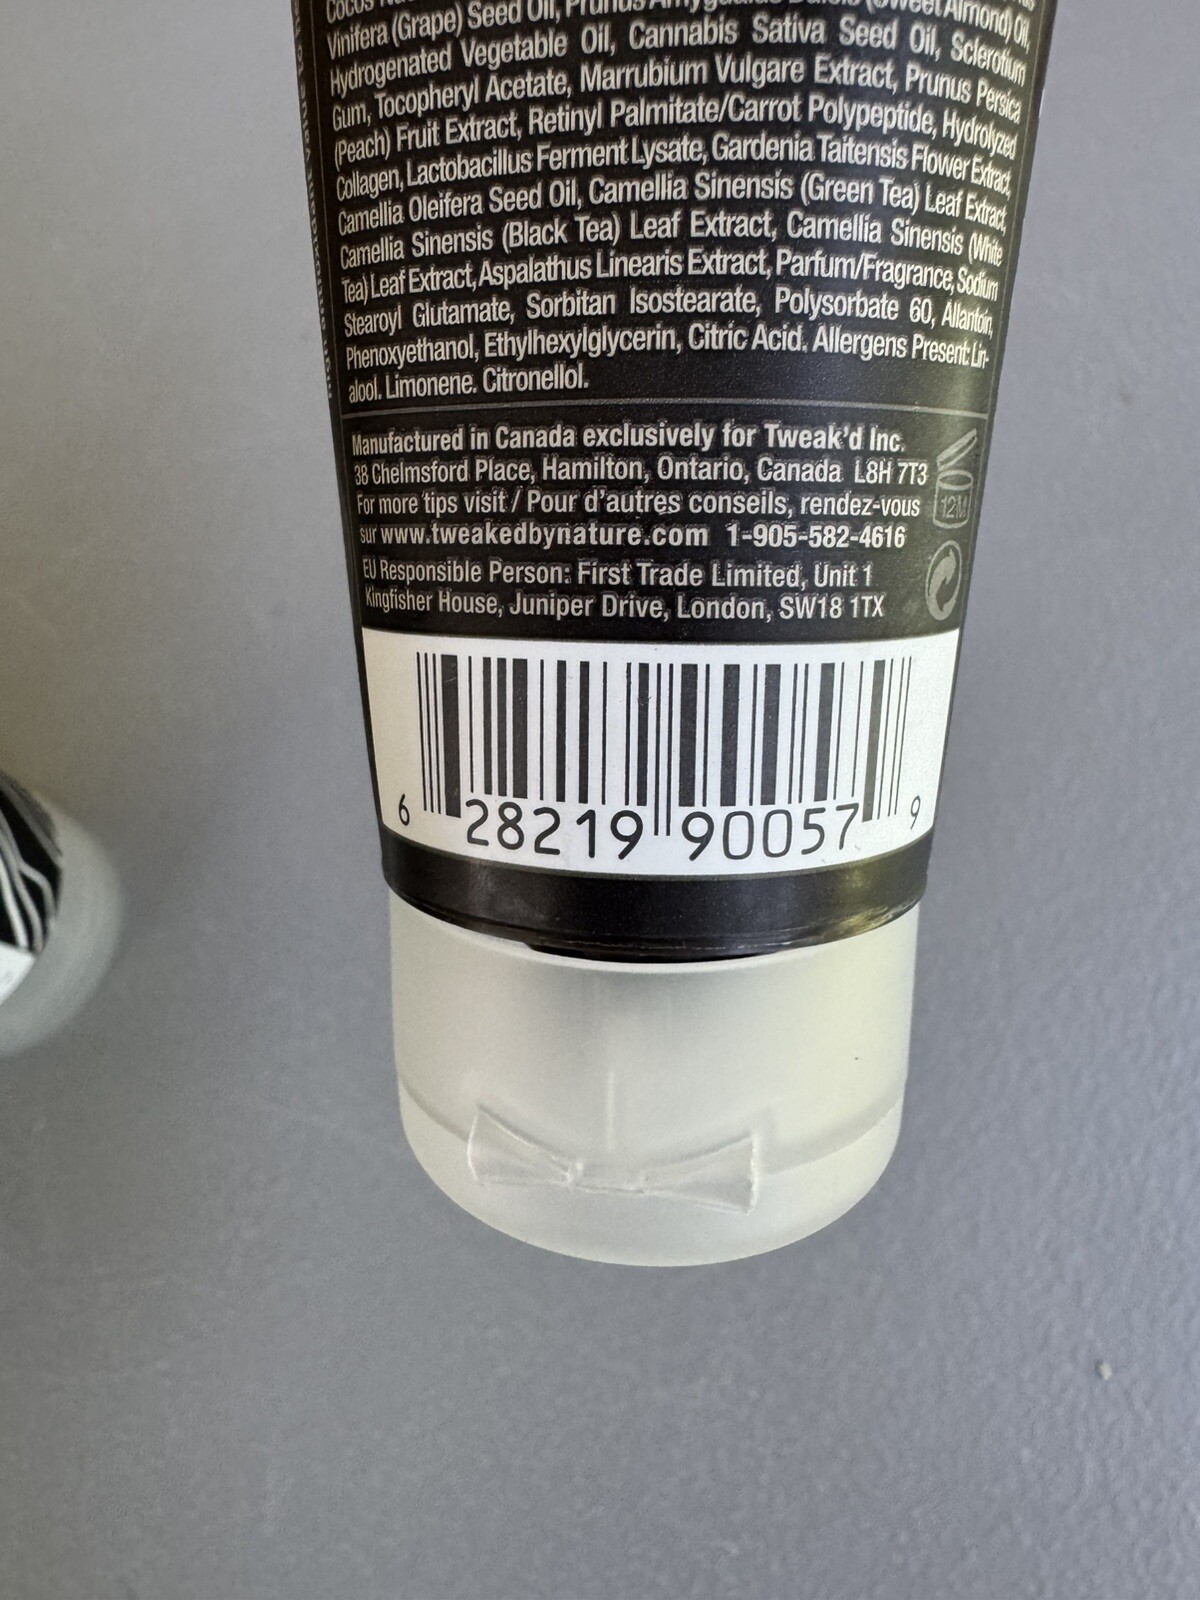 Vinifera (Grape) Seed Oil, Prunus Amygdalus Dulcis (Sweet Almond) Oil,
Hydrogenated Vegetable Oil, Cannabis Sativa Seed Oil, Sclerotium
Gum, Tocopheryl Acetate, Marrubium Vulgare Extract, Prunus Persica
(Peach) Fruit Extract, Retinyl Palmitate/Carrot Polypeptide, Hydrolyzed
Collagen, Lactobacillus Ferment Lysate, Gardenia Taitensis Flower Extract,
Camellia Oleifera Seed Oil, Camellia Sinensis (Green Tea) Leaf Extract,
Camellia Sinensis (Black Tea) Leaf Extract, Camellia Sinensis (White
Tea) Leaf Extract, Aspalathus Linearis Extract, Parfum/Fragrance, Sodium
Stearoyl Glutamate, Sorbitan Isostearate, Polysorbate 60, Allantoin,
Phenoxyethanol, Ethylhexylglycerin, Citric Acid. Allergens Present: Lin-
alool. Limonene. Citronellol.
Manufactured in Canada exclusively for Tweak'd Inc.
38 Chelmsford Place, Hamilton, Ontario, Canada L8H 7T3
For more tips visit / Pour d'autres conseils, rendez-vous
sur www.tweakedbynature.com 1-905-582-4616
12M
EU Responsible Person: First Trade Limited, Unit 1
Kingfisher House, Juniper Drive, London, SW18 1TX
6 28219 90057 9